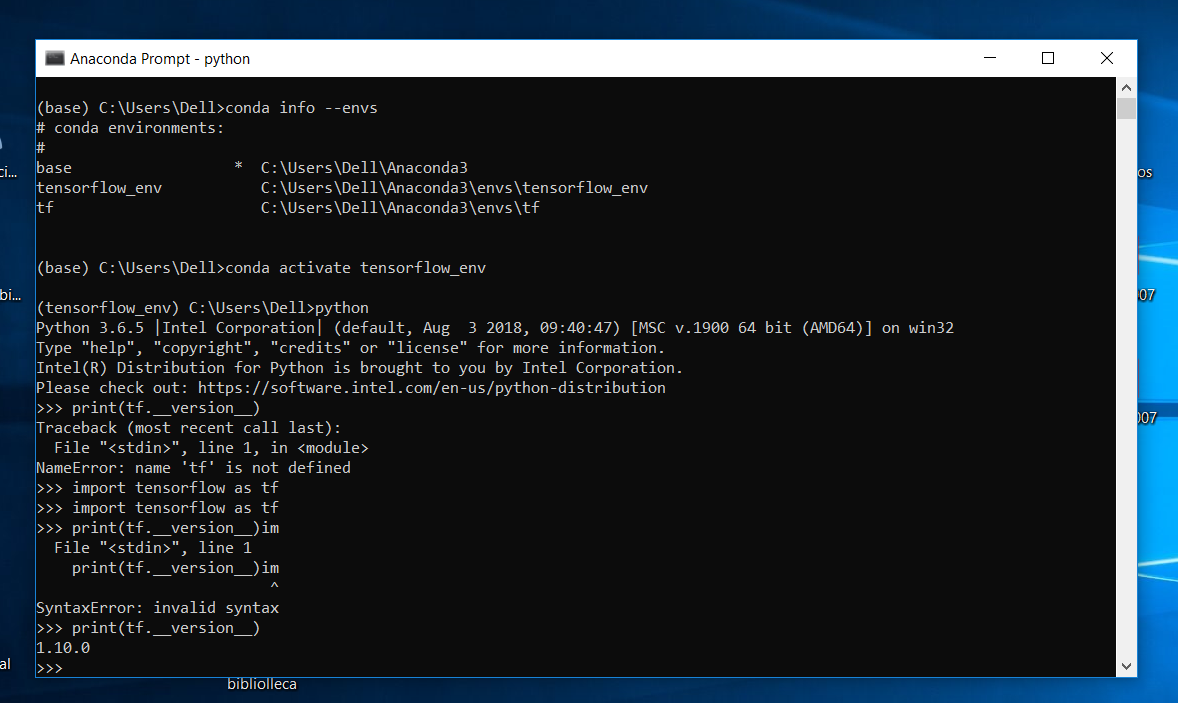 Anaconda Prompt - python
(base) C:\Users\Dell>conda info --envs
# conda environments:
#
base                  *  C:\Users\Dell\Anaconda3
tensorflow_env           C:\Users\Dell\Anaconda3\envs\tensorflow_env
tf                       C:\Users\Dell\Anaconda3\envs\tf
(base) C:\Users\Dell>conda activate tensorflow_env
(tensorflow_env) C:\Users\Dell>python
Python 3.6.5 |Intel Corporation| (default, Aug  3 2018, 09:40:47) [MSC v.1900 64 bit (AMD64)] on win32
Type "help", "copyright", "credits" or "license" for more information.
Intel(R) Distribution for Python is brought to you by Intel Corporation.
Please check out: https://software.intel.com/en-us/python-distribution
>>> print(tf.__version__)
Traceback (most recent call last):
  File "<stdin>", line 1, in <module>
NameError: name 'tf' is not defined
>>> import tensorflow as tf
>>> import tensorflow as tf
>>> print(tf.__version__)im
  File "<stdin>", line 1
    print(tf.__version__)im
                          ^
SyntaxError: invalid syntax
>>> print(tf.__version__)
1.10.0
>>>
ci...
bi...
al
os
007
bibliolleca